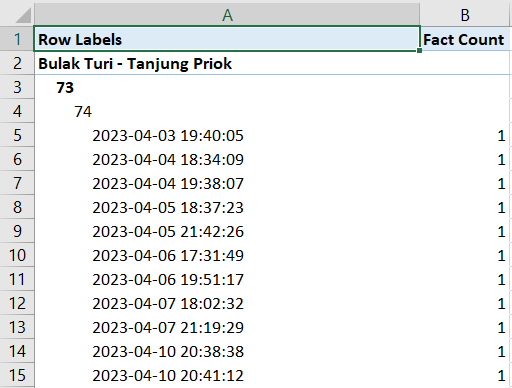 A B
1 Row Labels Fact Count
2 Bulak Turi - Tanjung Priok
3 73
4 74
5 2023-04-03 19:40:05 1
6 2023-04-04 18:34:09 1
7 2023-04-04 19:38:07 1
8 2023-04-05 18:37:23 1
9 2023-04-05 21:42:26 1
10 2023-04-06 17:31:49 1
11 2023-04-06 19:51:17 1
12 2023-04-07 18:02:32 1
13 2023-04-07 21:19:29 1
14 2023-04-10 20:38:38 1
15 2023-04-10 20:41:12 1